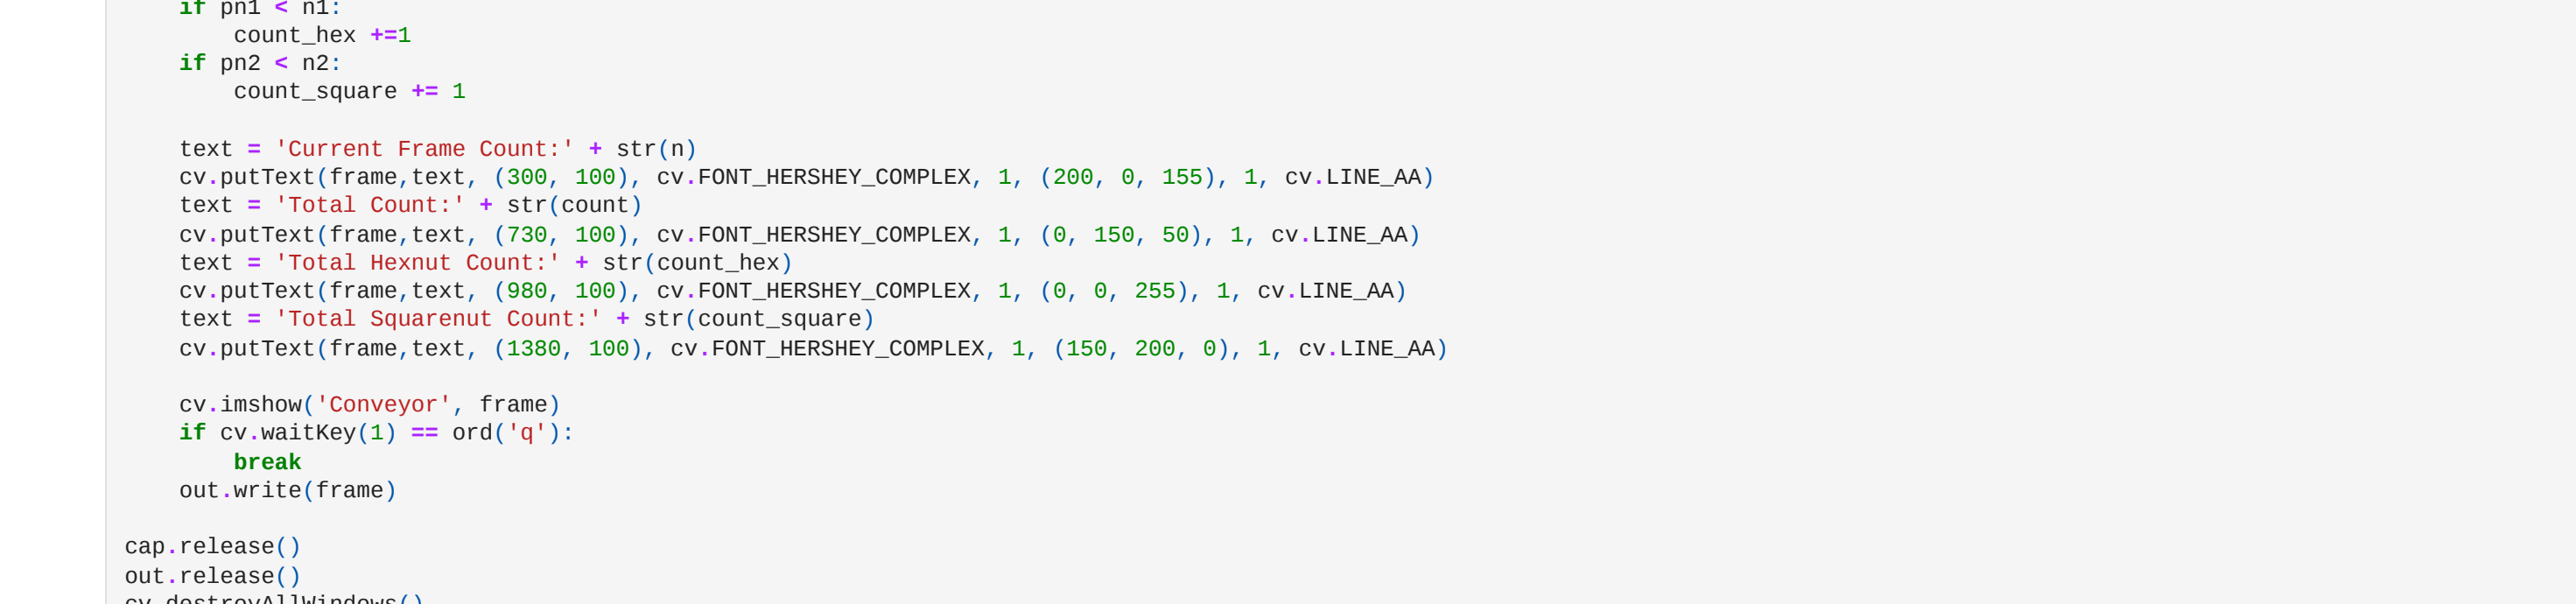 if pn1 < n1:
        count_hex +=1
    if pn2 < n2:
        count_square += 1

    text = 'Current Frame Count:' + str(n)
    cv.putText(frame,text, (300, 100), cv.FONT_HERSHEY_COMPLEX, 1, (200, 0, 155), 1, cv.LINE_AA)
    text = 'Total Count:' + str(count)
    cv.putText(frame,text, (730, 100), cv.FONT_HERSHEY_COMPLEX, 1, (0, 150, 50), 1, cv.LINE_AA)
    text = 'Total Hexnut Count:' + str(count_hex)
    cv.putText(frame,text, (980, 100), cv.FONT_HERSHEY_COMPLEX, 1, (0, 0, 255), 1, cv.LINE_AA)
    text = 'Total Squarenut Count:' + str(count_square)
    cv.putText(frame,text, (1380, 100), cv.FONT_HERSHEY_COMPLEX, 1, (150, 200, 0), 1, cv.LINE_AA)

    cv.imshow('Conveyor', frame)
    if cv.waitKey(1) == ord('q'):
        break
    out.write(frame)

cap.release()
out.release()
cv.destroyAllWindows()